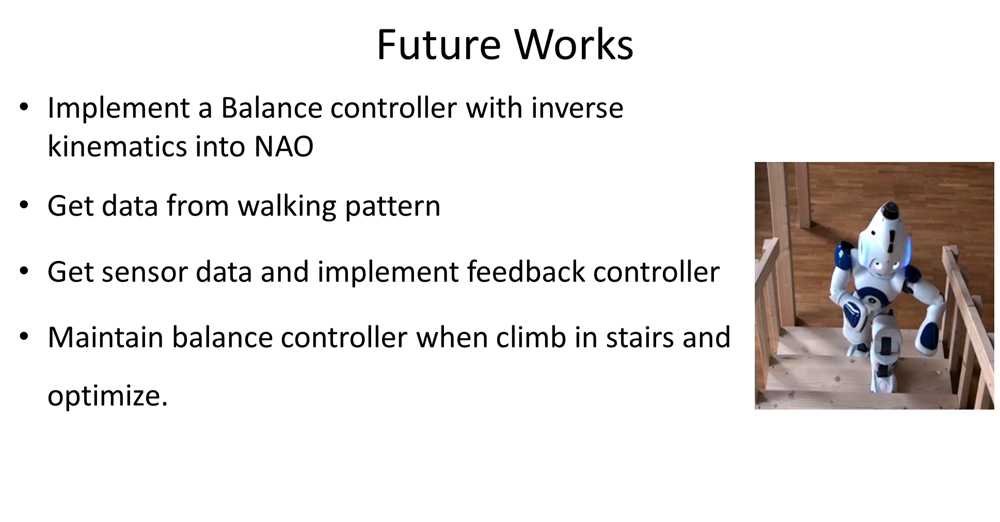 Future Works
• Implement a Balance controller with inverse
kinematics into NAO
• Get data from walking pattern
• Get sensor data and implement feedback controller
• Maintain balance controller when climb in stairs and
optimize.